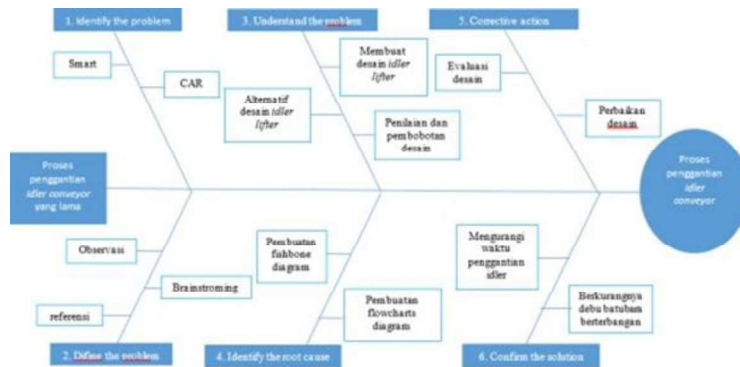 1. Identify the problem
3. Understand the problem
5. Corrective action
Smart
CAR
Alternatif
desain idler
lifter
Membuat
desain idler
lifter
Penilaian dan
pembobotan
desain
Evaluasi
desain
Perbaikan
desain
Proses
penggantian
idler conveyor
yang lama
Proses
penggantian
idler
conveyor
Observasi
Brainstroming
referensi
Pembuatan
fishbone
diagram
Pembuatan
flowcharts
diagram
Mengurangi
waktu
penggantian
idler
Berkurangnya
debu batubara
berterbangan
2. Difine the problem
4. Identify the root cause
6. Confirm the solution